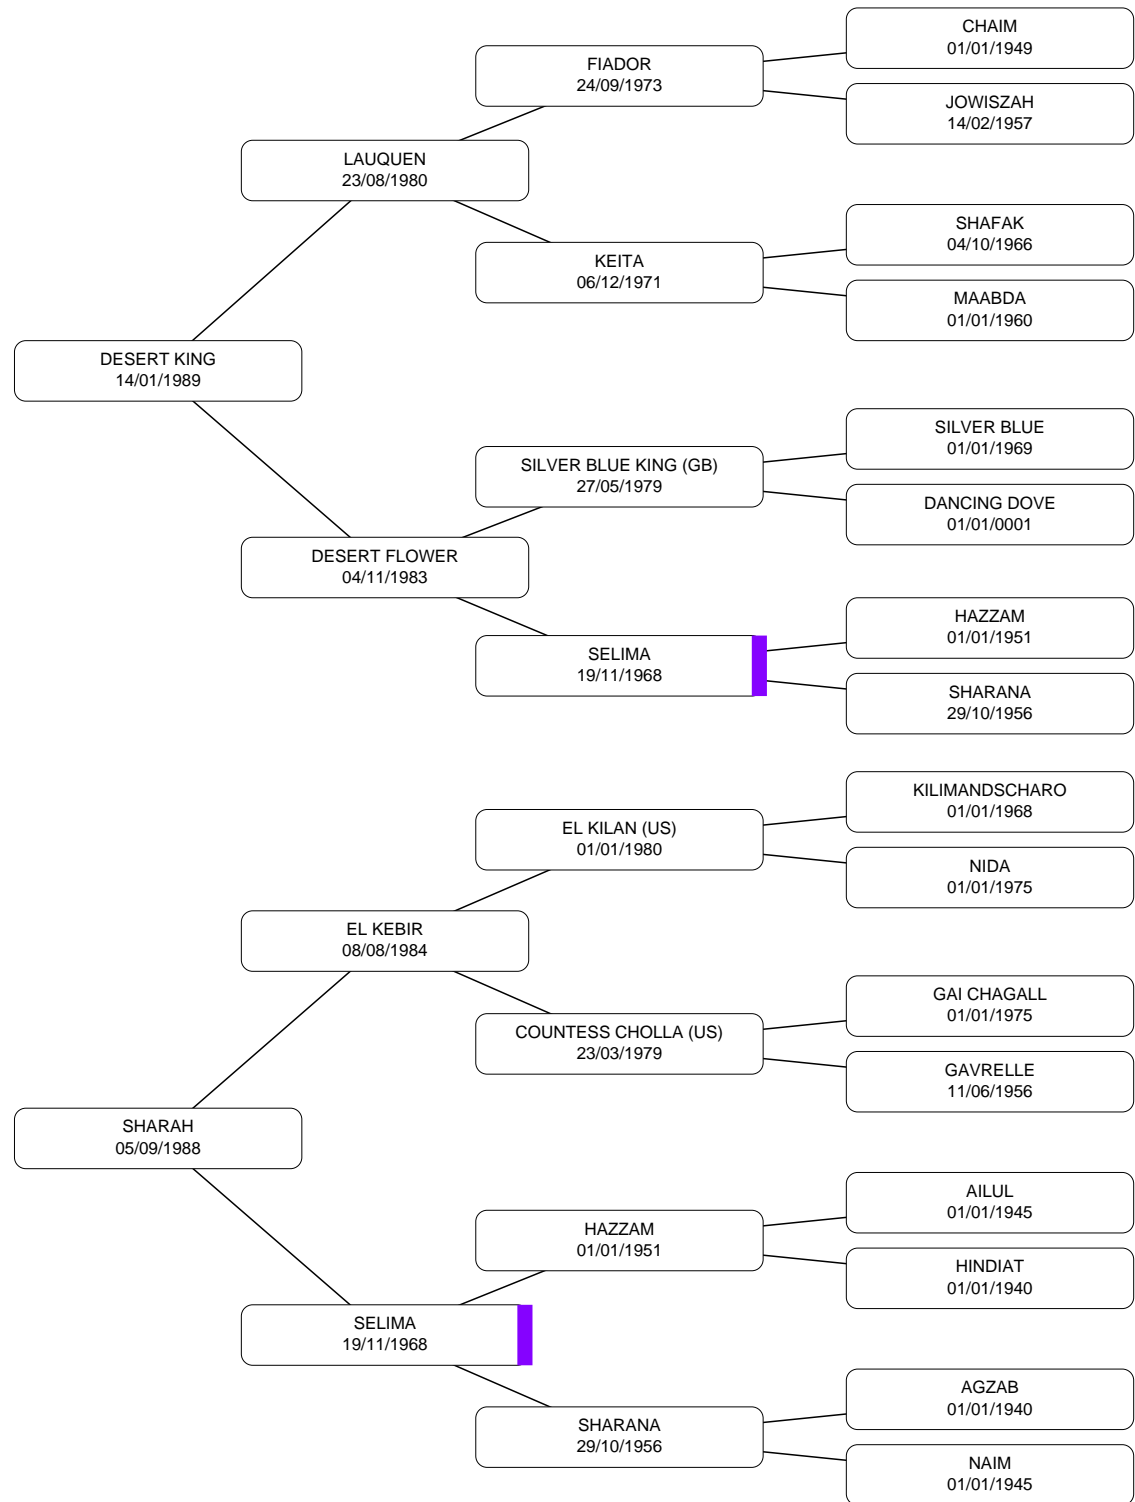 CHAIM
01/01/1949
FIADOR
24/09/1973
JOWISZAH
14/02/1957
LAUQUEN
23/08/1980
SHAFAK
04/10/1966
KEITA
06/12/1971
MAABDA
01/01/1960
DESERT KING
14/01/1989
SILVER BLUE
01/01/1969
SILVER BLUE KING (GB)
27/05/1979
DANCING DOVE
01/01/0001
DESERT FLOWER
04/11/1983
HAZZAM
01/01/1951
SELIMA
19/11/1968
SHARANA
29/10/1956
KILIMANDSCHARO
01/01/1968
EL KILAN (US)
01/01/1980
NIDA
01/01/1975
EL KEBIR
08/08/1984
GAI CHAGALL
01/01/1975
COUNTESS CHOLLA (US)
23/03/1979
GAVRELLE
11/06/1956
SHARAH
05/09/1988
AILUL
01/01/1945
HAZZAM
01/01/1951
HINDIAT
01/01/1940
SELIMA
19/11/1968
AGZAB
01/01/1940
SHARANA
29/10/1956
NAIM
01/01/1945